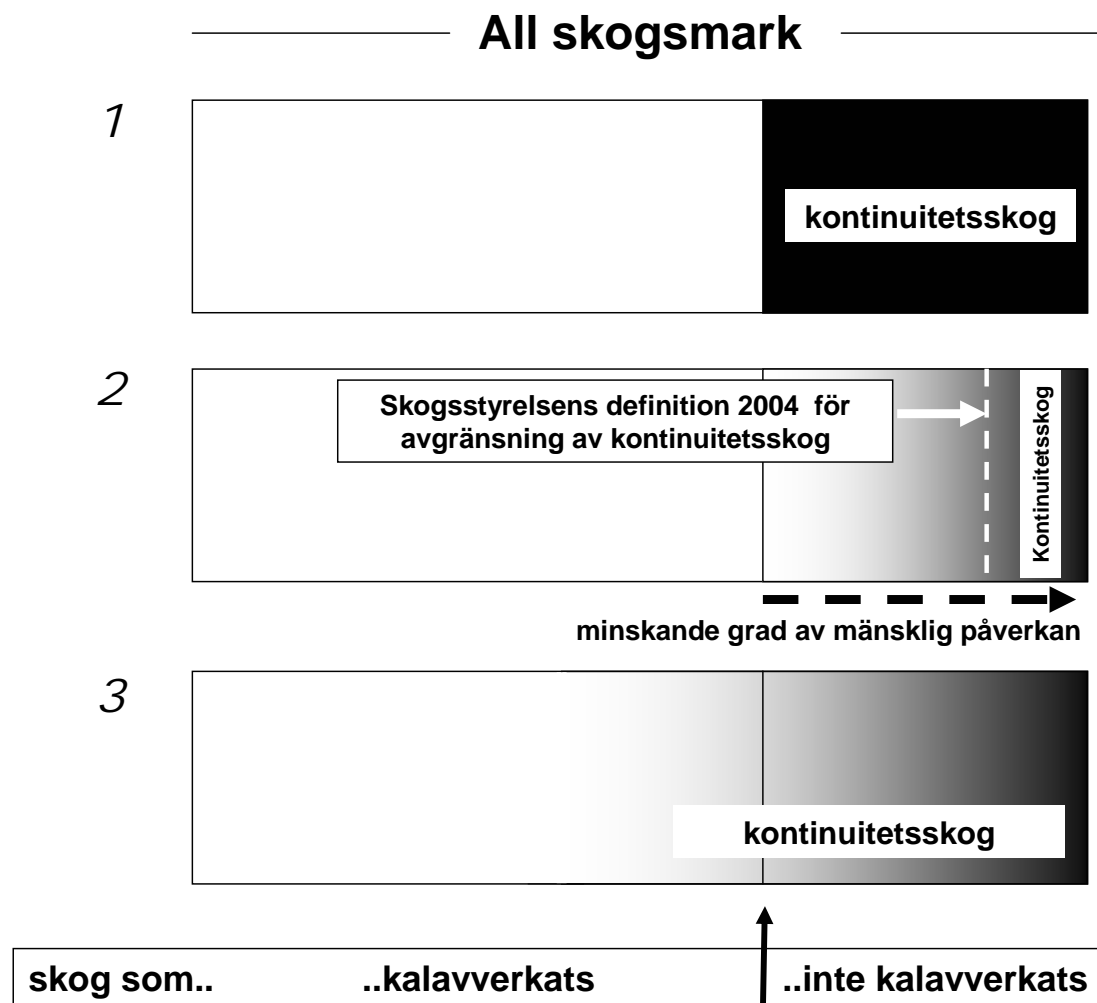 All skogsmark
1
kontinuitetsskog
2
Skogsstyrelsens definition 2004 för
avgränsning av kontinuitetsskog
Kontinuitetsskog
minskande grad av mänsklig påverkan
3
kontinuitetsskog
skog som.. ..kalavverkats ..inte kalavverkats